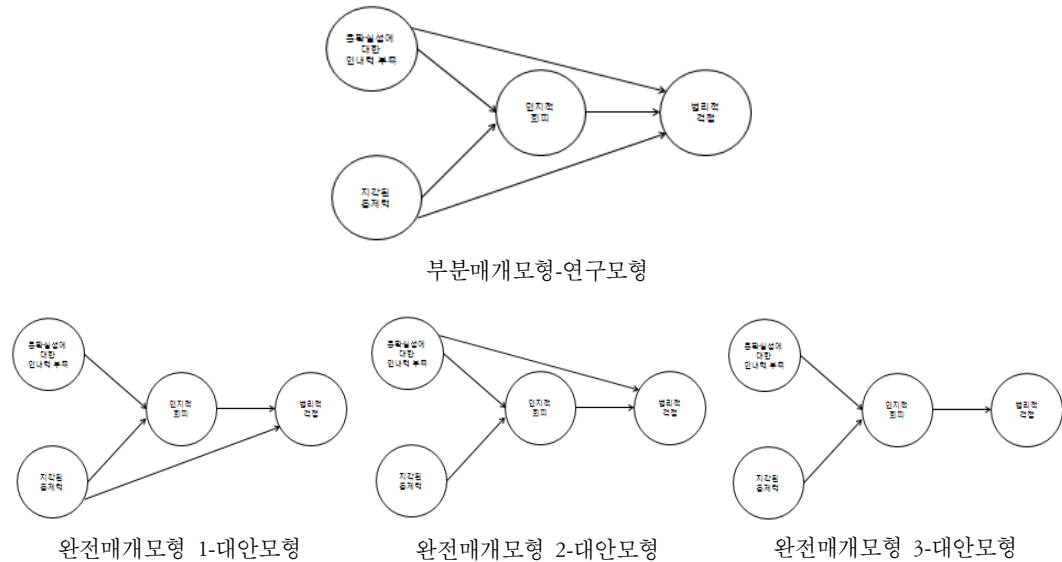 불확실성에
대한
인내력 부족
인지적
회피
병리적
걱정
지각된
통제력
부분매개모형-연구모형
불확실성에
대한
인내력 부족
인지적
회피
병리적
걱정
지각된
통제력
완전매개모형 1-대안모형
불확실성에
대한
인내력 부족
인지적
회피
병리적
걱정
지각된
통제력
완전매개모형 2-대안모형
불확실성에
대한
인내력 부족
인지적
회피
병리적
걱정
지각된
통제력
완전매개모형 3-대안모형